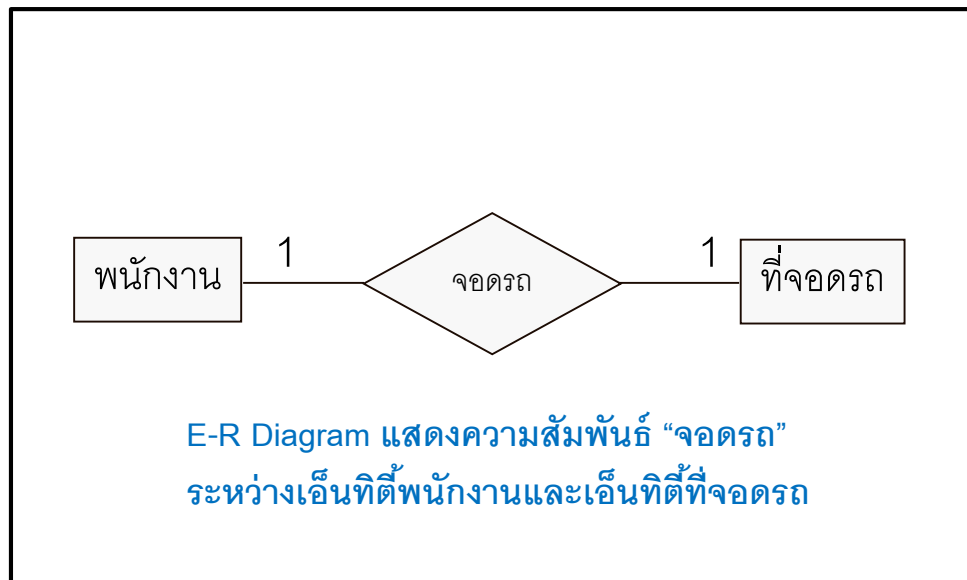 พนักงาน 1 จอดรถ 1 ที่จอดรถ
E-R Diagram แสดงความสัมพันธ์ “จอดรถ”
ระหว่างเอ็นทิตี้พนักงานและเอ็นทิตี้ที่จอดรถ